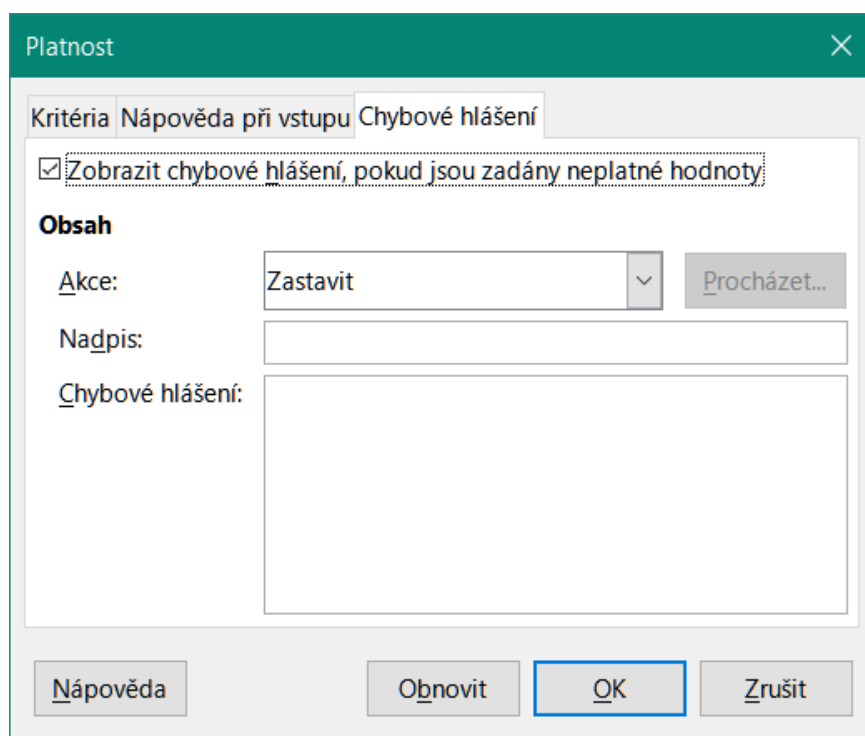 Platnost
Kritéria Nápověda při vstupu Chybové hlášení
Zobrazit chybové hlášení, pokud jsou zadány neplatné hodnoty
Obsah
Akce: Zastavit Procházet...
Nadpis:
Chybové hlášení:
Nápověda Obnovit OK Zrušit